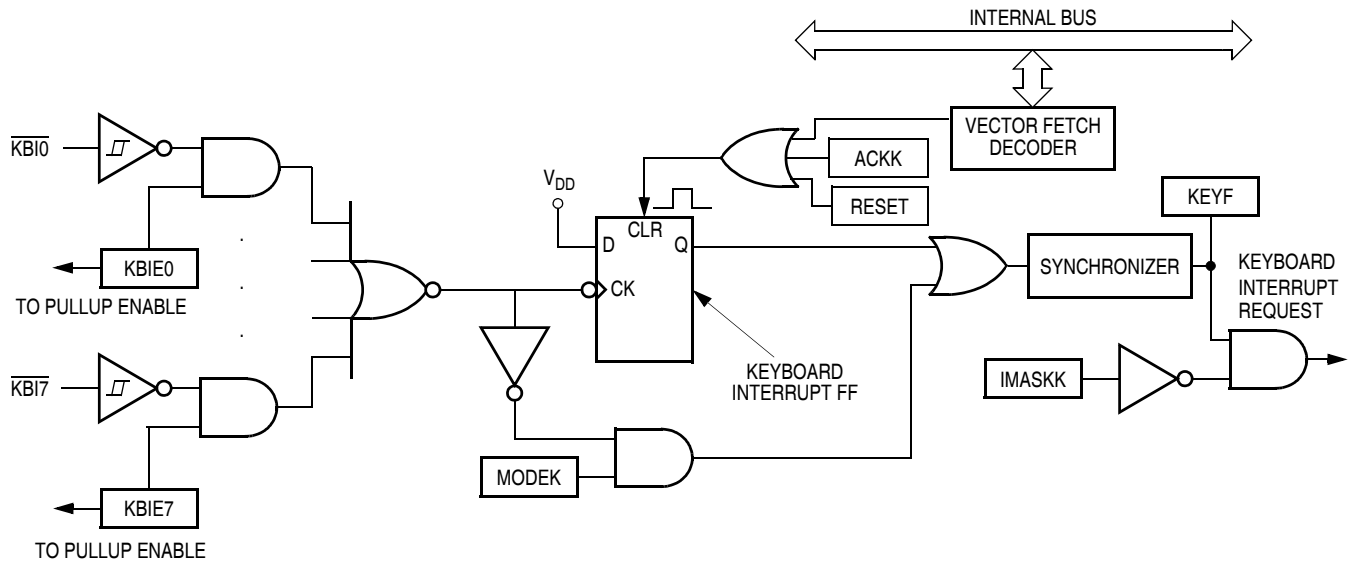 INTERNAL BUS
VECTOR FETCH
DECODER
ACKK
RESET
KBI0
KBIE0
TO PULLUP ENABLE
.
.
.
KBI7
KBIE7
TO PULLUP ENABLE
VDD
CLR
D
Q
CK
KEYBOARD
INTERRUPT FF
MODEK
SYNCHRONIZER
KEYF
KEYBOARD
INTERRUPT
REQUEST
IMASKK